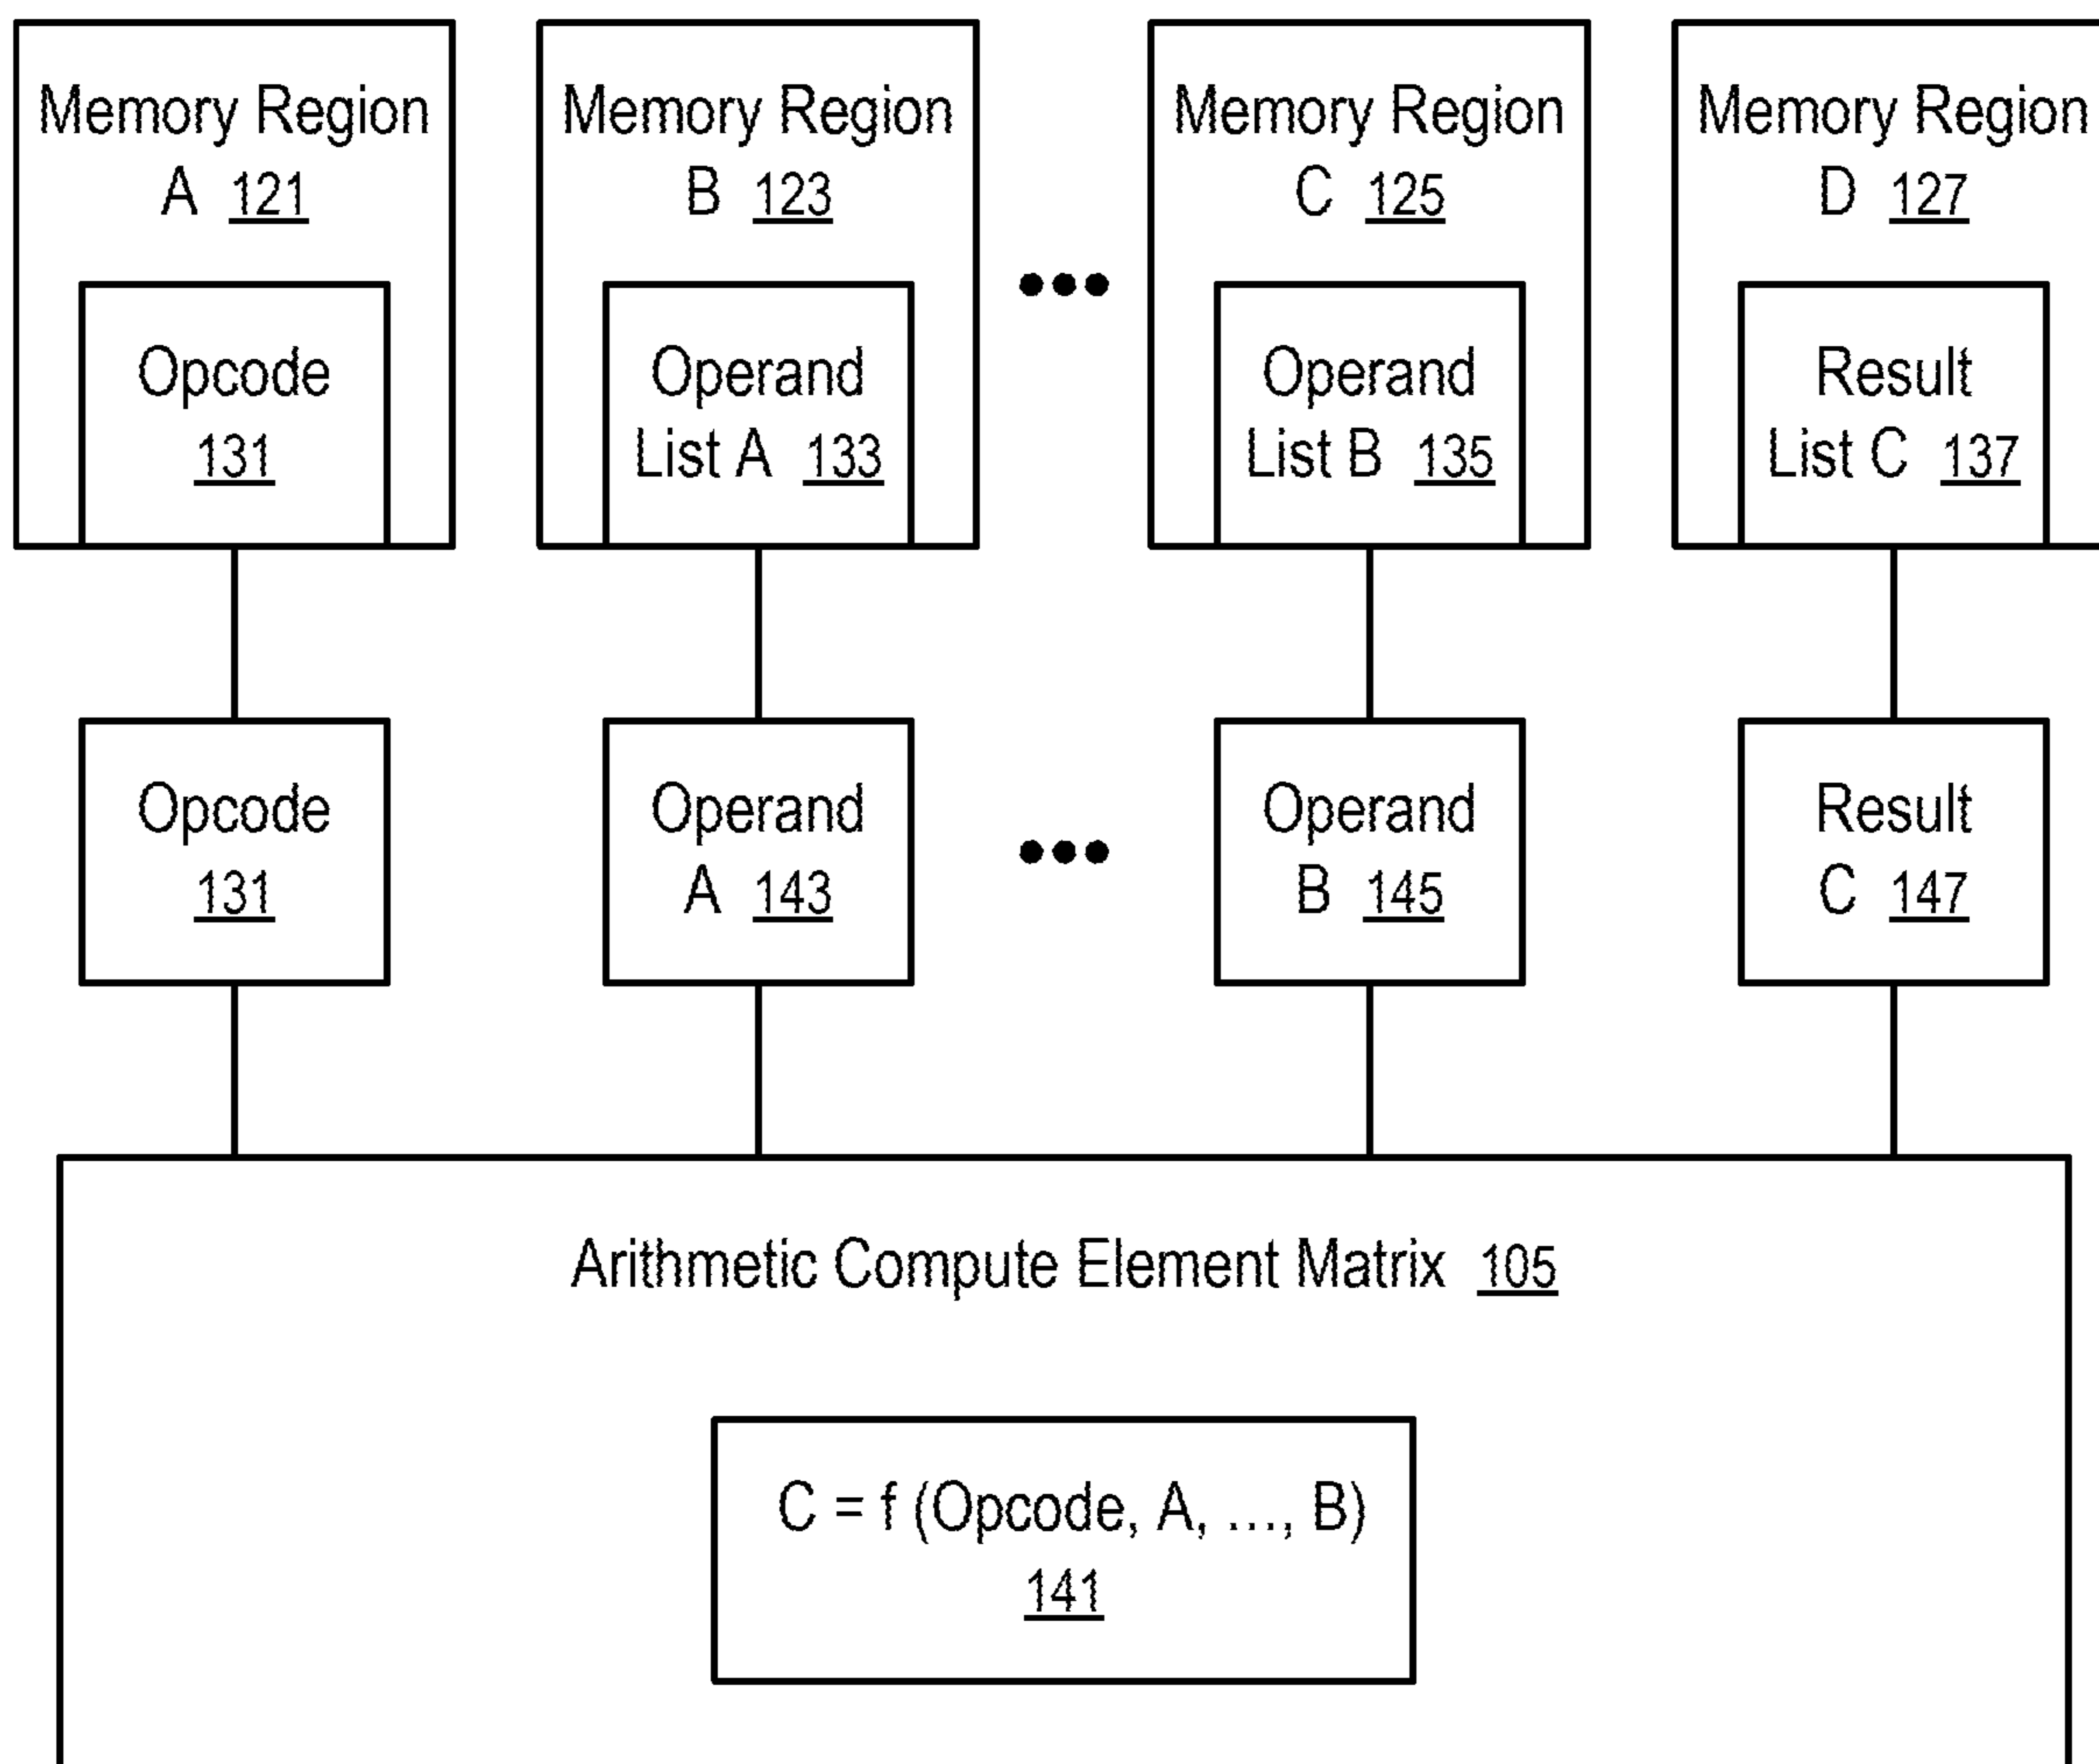 Memory Region
A 121
Opcode
131
Memory Region
B 123
Operand
List A 133
Memory Region
C 125
Operand
List B 135
Memory Region
D 127
Result
List C 137
Opcode
131
Operand
A 143
Operand
B 145
Result
C 147
Arithmetic Compute Element Matrix 105
C = f (Opcode, A, ..., B)
141